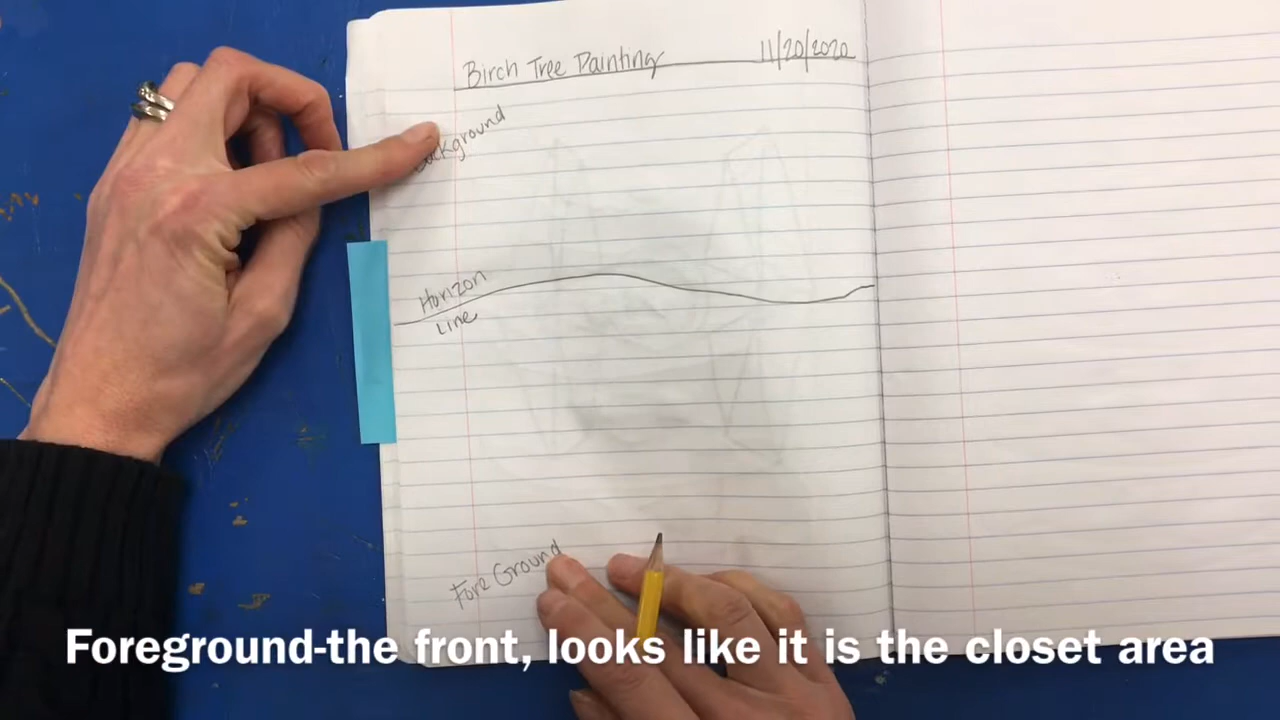 Birch Tree Painting 11/20/2020
Background
Horizon
Line
Fore Ground
Foreground-the front, looks like it is the closet area